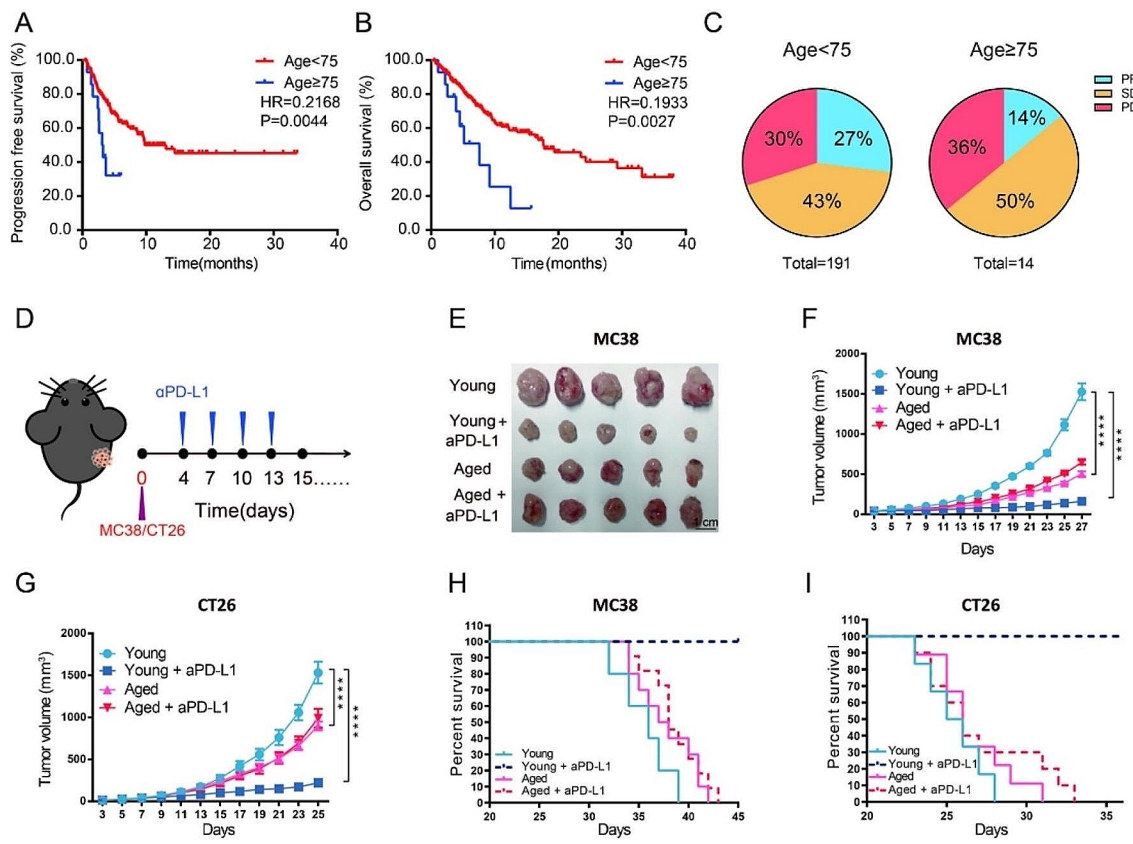 A
Progression free survival (%)
100.0
80.0
60.0
40.0
20.0
0.0
0 10 20 30 40
Time(months)
Age<75
Age≥75
HR=0.2168
P=0.0044
B
Overall survival (%)
100.0
80.0
60.0
40.0
20.0
0.0
0 10 20 30 40
Time(months)
Age<75
Age≥75
HR=0.1933
P=0.0027
C
Age<75
30% 27%
43%
Total=191
Age≥75
14%
36%
50%
Total=14
D
αPD-L1
0 4 7 10 13 15......
Time(days)
MC38/CT26
E
MC38
Young
Young +
aPD-L1
Aged
Aged +
aPD-L1
1 cm
F
MC38
Tumor volume (mm³)
2000
1500
1000
500
0
3 5 7 9 11 13 15 17 19 21 23 25 27
Days
Young
Young + aPD-L1
Aged
Aged + aPD-L1
****
****
G
CT26
Tumor volume (mm³)
2000
1500
1000
500
0
3 5 7 9 11 13 15 17 19 21 23 25
Days
Young
Young + aPD-L1
Aged
Aged + aPD-L1
****
****
H
MC38
Percent survival
110
100
90
80
70
60
50
40
30
20
10
0
20 25 30 35 40 45
Days
Young
Young + aPD-L1
Aged
Aged + aPD-L1
I
CT26
Percent survival
110
100
90
80
70
60
50
40
30
20
10
0
20 25 30 35
Days
Young
Young + aPD-L1
Aged
Aged + aPD-L1